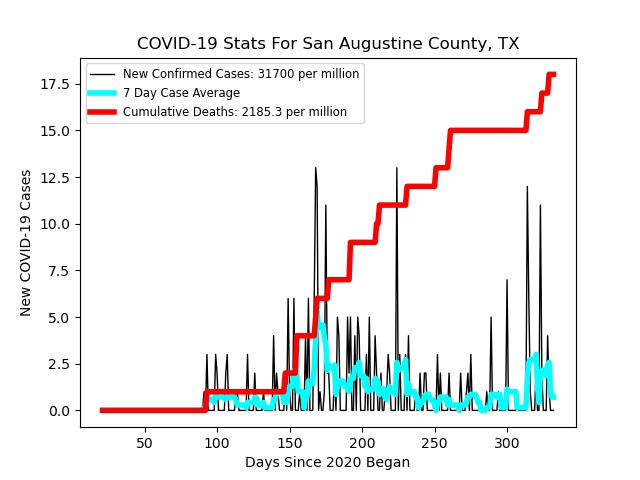 COVID-19 Stats For San Augustine County, TX
New Confirmed Cases: 31700 per million
7 Day Case Average
Cumulative Deaths: 2185.3 per million
New COVID-19 Cases
17.5
15.0
12.5
10.0
7.5
5.0
2.5
0.0
50 100 150 200 250 300
Days Since 2020 Began